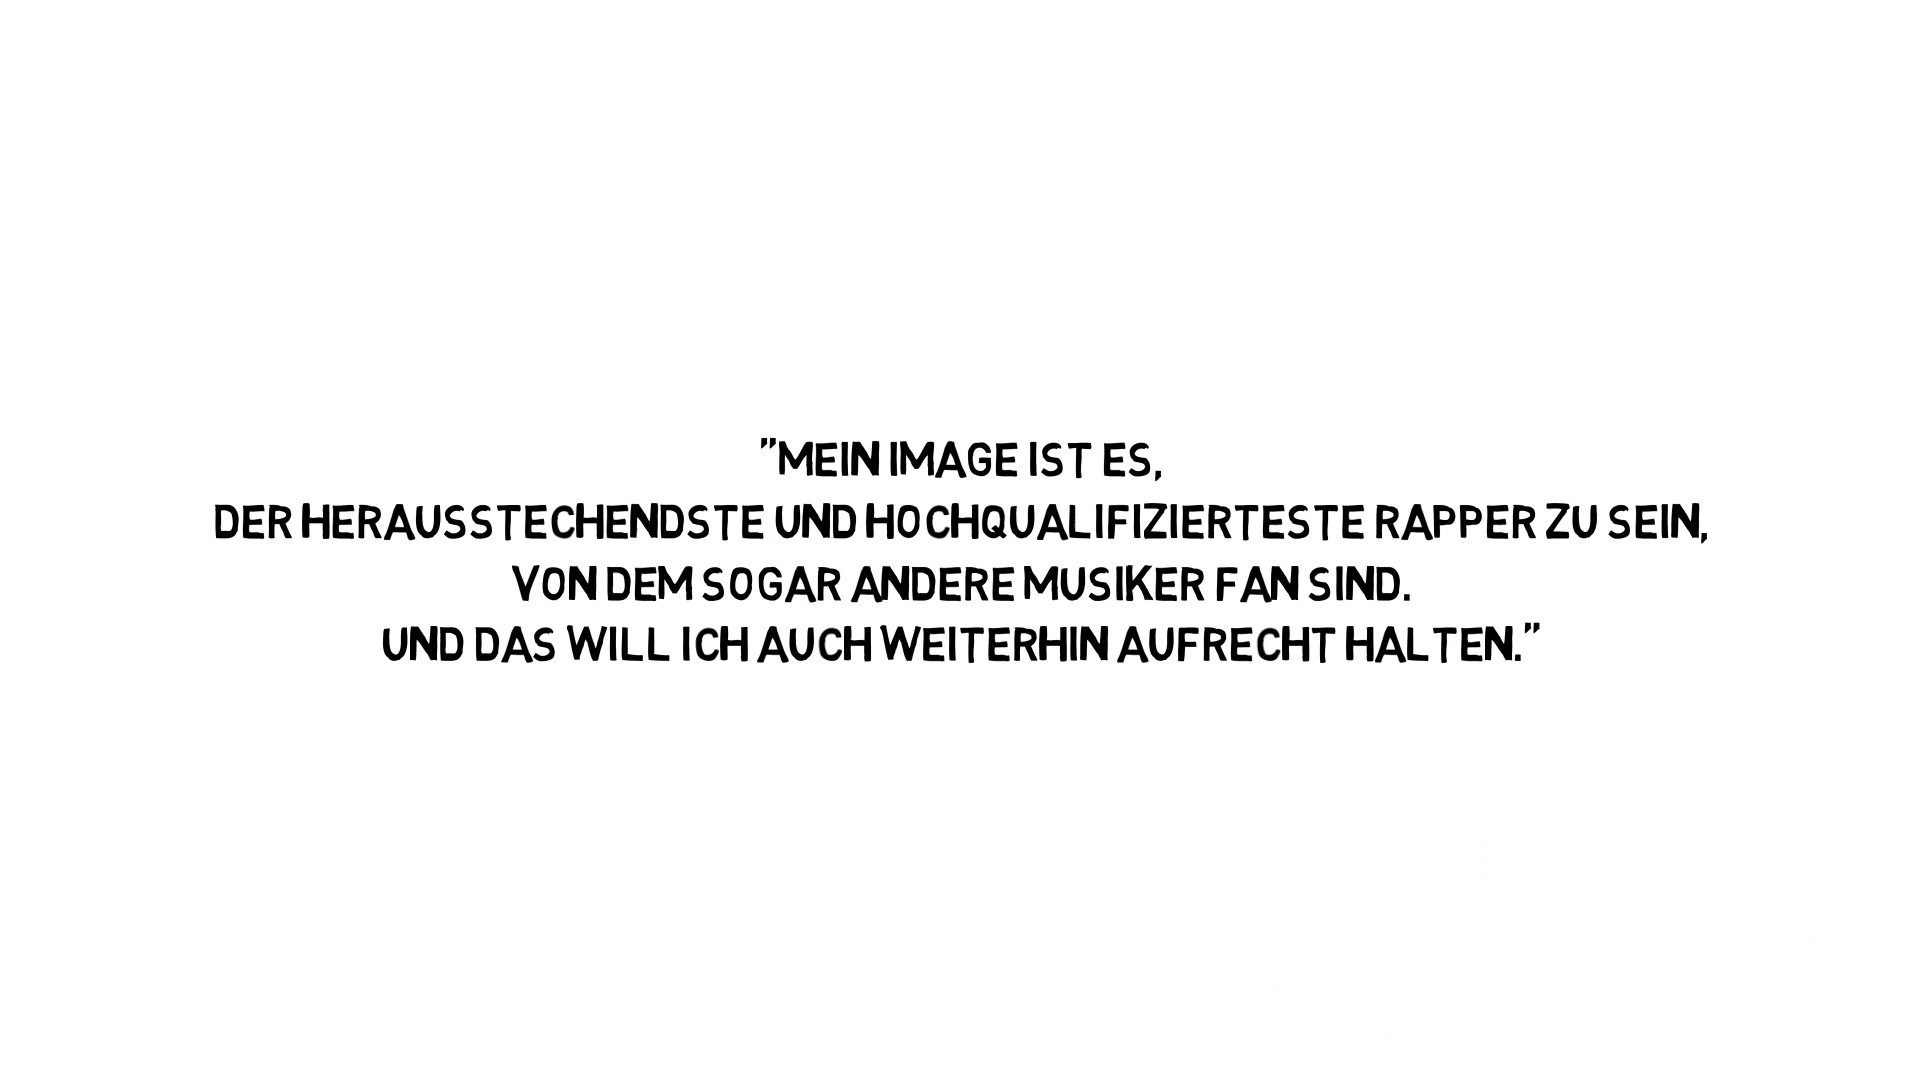 "MEIN IMAGE IST ES,
DER HERAUSSTECHENDSTE UND HOCHQUALIFIZIERTESTE RAPPER ZU SEIN,
VON DEM SOGAR ANDERE MUSIKER FAN SIND.
UND DAS WILL ICH AUCH WEITERHIN AUFRECHT HALTEN."